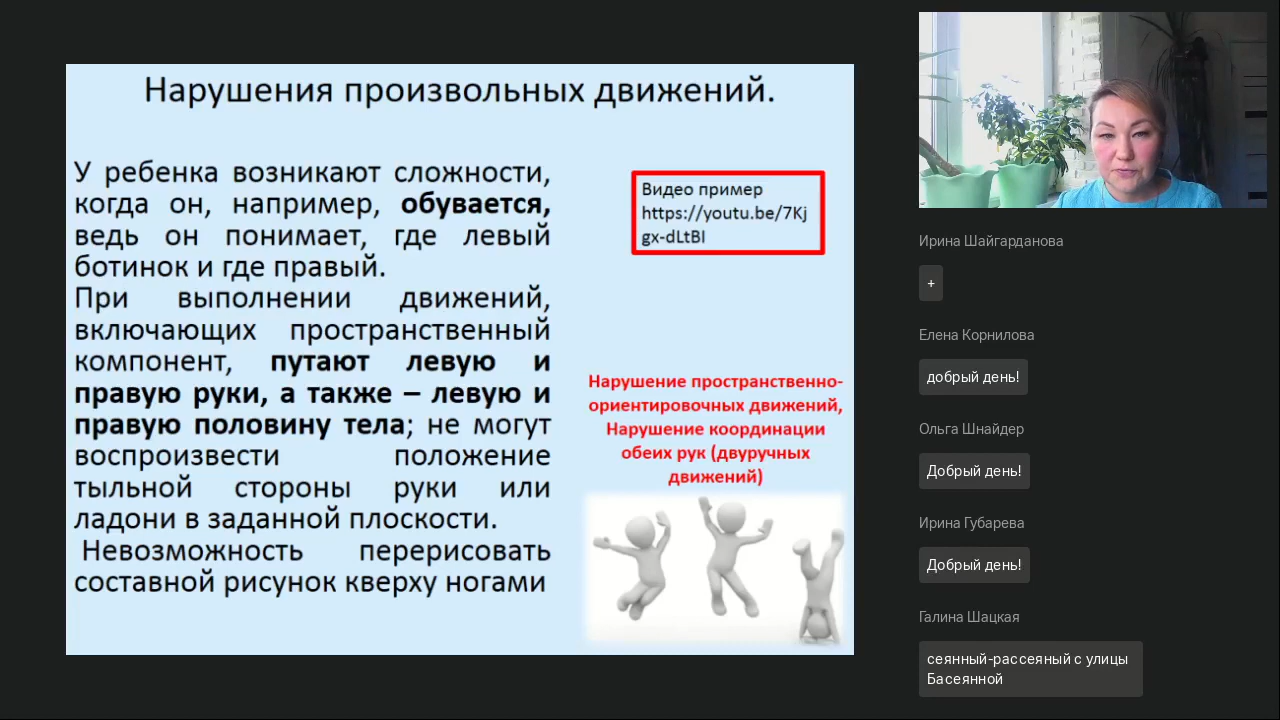 Нарушения произвольных движений.
У ребенка возникают сложности,
когда он, например, обувается,
ведь он понимает, где левый
ботинок и где правый.
При выполнении движений,
включающих пространственный
компонент, путают левую и
правую руки, а также – левую и
правую половину тела; не могут
воспроизвести положение
тыльной стороны руки или
ладони в заданной плоскости.
Невозможность перерисовать
составной рисунок кверху ногами
Видео пример
https://youtu.be/7Kj
gx-dLtBI
Нарушение пространственно-
ориентировочных движений,
Нарушение координации
обеих рук (двуручных
движений)
Ирина Шайгарданова
+
Елена Корнилова
добрый день!
Ольга Шнайдер
Добрый день!
Ирина Губарева
Добрый день!
Галина Шацкая
сеянный-рассеяный с улицы
Басеянной